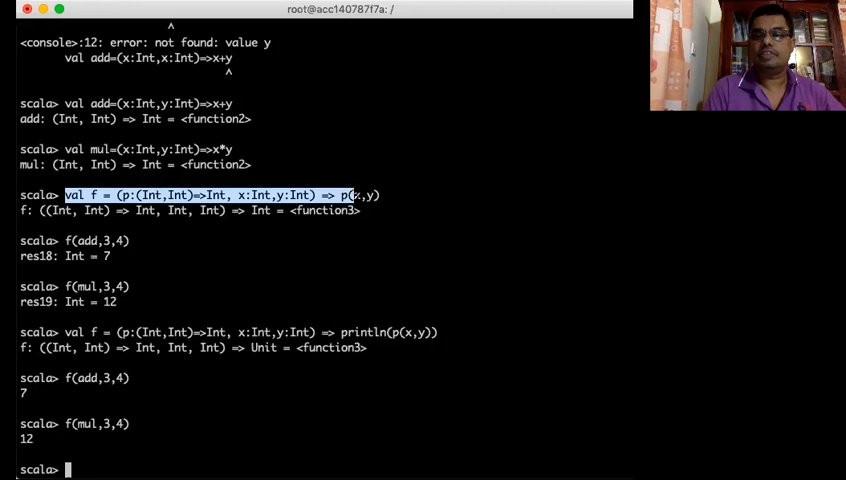 root@acc140787f7a: /
^
<console>:12: error: not found: value y
val add=(x:Int,x:Int)=>x+y
^
scala> val add=(x:Int,y:Int)=>x+y
add: (Int, Int) => Int = <function2>
scala> val mul=(x:Int,y:Int)=>x*y
mul: (Int, Int) => Int = <function2>
scala> val f = (p:(Int,Int)=>Int, x:Int,y:Int) => p(x,y)
f: ((Int, Int) => Int, Int, Int) => Int = <function3>
scala> f(add,3,4)
res18: Int = 7
scala> f(mul,3,4)
res19: Int = 12
scala> val f = (p:(Int,Int)=>Int, x:Int,y:Int) => println(p(x,y))
f: ((Int, Int) => Int, Int, Int) => Unit = <function3>
scala> f(add,3,4)
7
scala> f(mul,3,4)
12
scala>